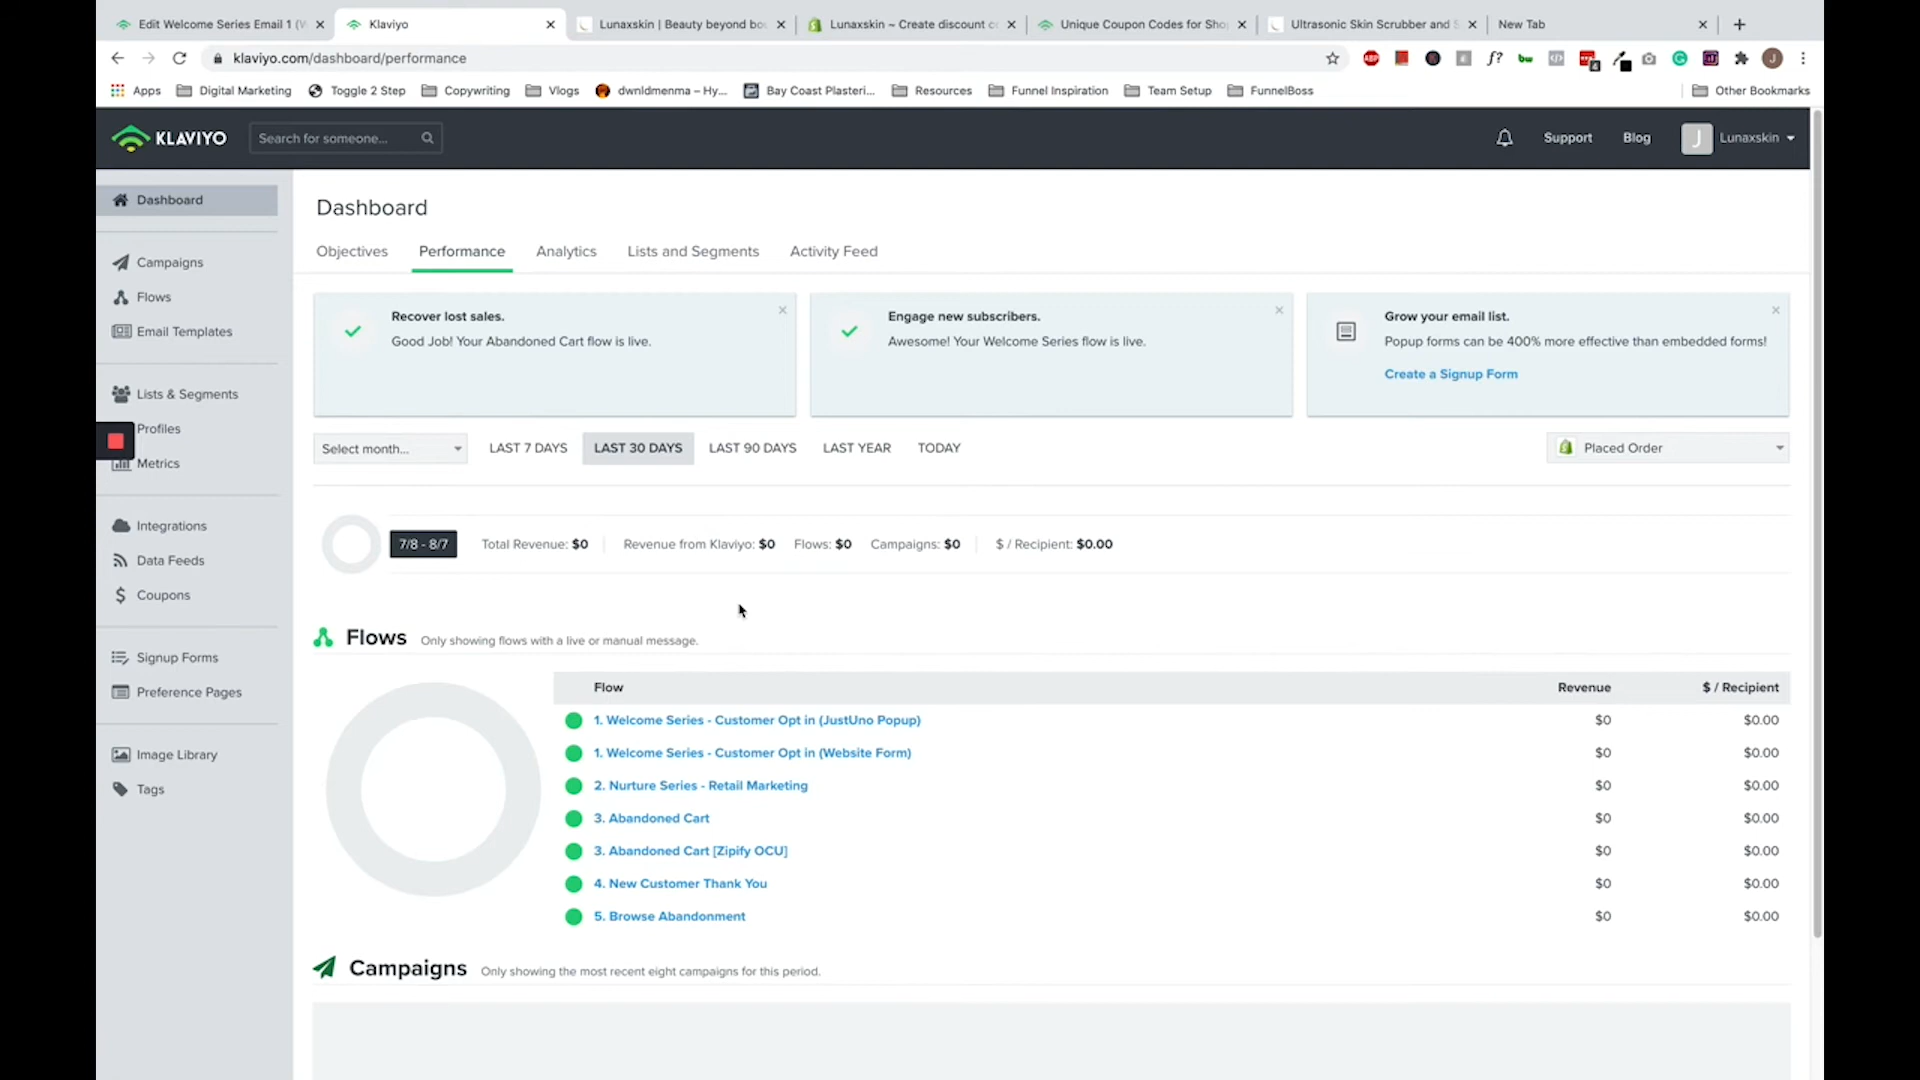 Edit Welcome Series Email 1 (W
Klaviyo
Lunaxskin | Beauty beyond bo
Lunaxskin ~ Create discount c
Unique Coupon Codes for Sho
Ultrasonic Skin Scrubber and S
New Tab
klaviyo.com/dashboard/performance
Apps
Digital Marketing
Toggle 2 Step
Copywriting
Vlogs
dwnldmenma – Hy...
Bay Coast Plasteri...
Resources
Funnel Inspiration
Team Setup
FunnelBoss
Other Bookmarks
KLAVIYO
Search for someone...
Support
Blog
J
Lunaxskin
Dashboard
Campaigns
Flows
Email Templates
Lists & Segments
Profiles
Metrics
Integrations
Data Feeds
Coupons
Signup Forms
Preference Pages
Image Library
Tags
Dashboard
Objectives
Performance
Analytics
Lists and Segments
Activity Feed
Recover lost sales.
Good Job! Your Abandoned Cart flow is live.
Engage new subscribers.
Awesome! Your Welcome Series flow is live.
Grow your email list.
Popup forms can be 400% more effective than embedded forms!
Create a Signup Form
Select month...
LAST 7 DAYS
LAST 30 DAYS
LAST 90 DAYS
LAST YEAR
TODAY
Placed Order
7/8 - 8/7
Total Revenue: $0
Revenue from Klaviyo: $0
Flows: $0
Campaigns: $0
$ / Recipient: $0.00
Flows Only showing flows with a live or manual message.
Flow Revenue $ / Recipient
1. Welcome Series - Customer Opt in (JustUno Popup) $0 $0.00
1. Welcome Series - Customer Opt in (Website Form) $0 $0.00
2. Nurture Series - Retail Marketing $0 $0.00
3. Abandoned Cart $0 $0.00
3. Abandoned Cart [Zipify OCU] $0 $0.00
4. New Customer Thank You $0 $0.00
5. Browse Abandonment $0 $0.00
Campaigns Only showing the most recent eight campaigns for this period.